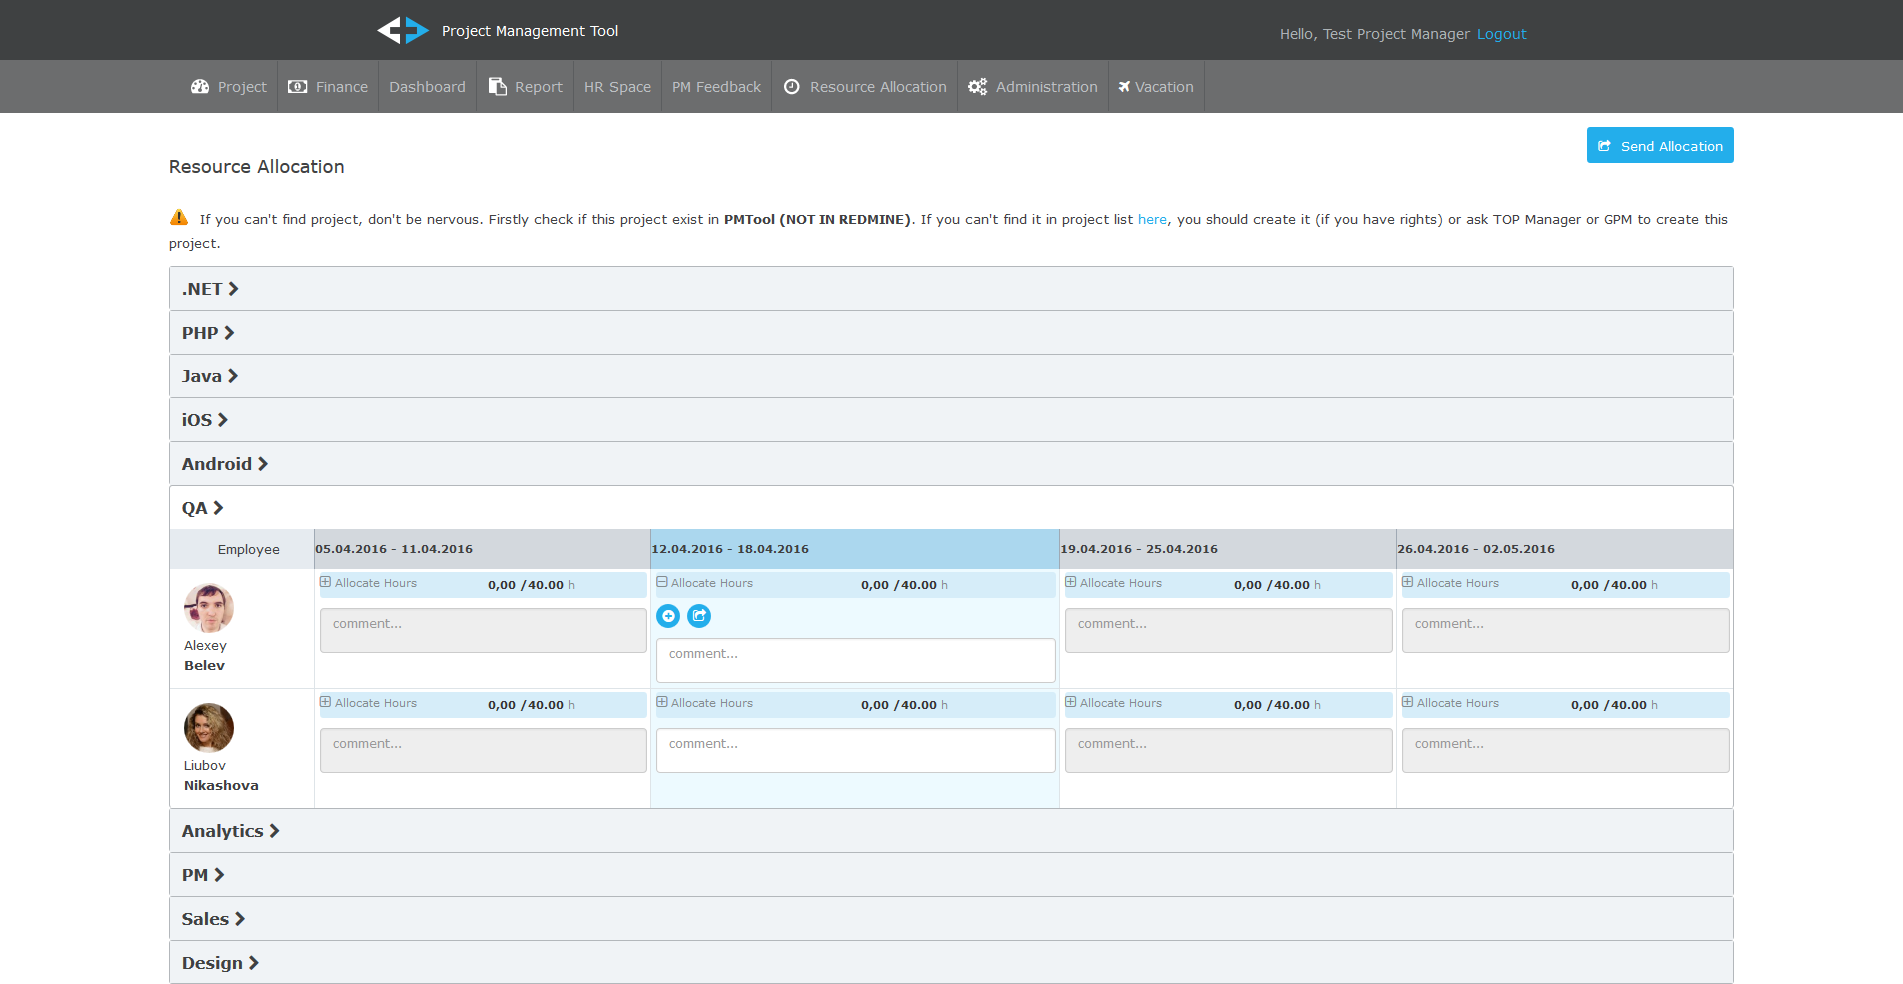 Project Management Tool
Hello, Test Project Manager Logout
Project Finance Dashboard Report HR Space PM Feedback Resource Allocation Administration Vacation
Send Allocation
Resource Allocation
If you can't find project, don't be nervous. Firstly check if this project exist in PMTool (NOT IN REDMINE). If you can't find it in project list here, you should create it (if you have rights) or ask TOP Manager or GPM to create this
project.
.NET
PHP
Java
iOS
Android
QA
Employee 05.04.2016 - 11.04.2016 12.04.2016 - 18.04.2016 19.04.2016 - 25.04.2016 26.04.2016 - 02.05.2016
Allocate Hours 0,00 /40.00 h Allocate Hours 0,00 /40.00 h Allocate Hours 0,00 /40.00 h Allocate Hours 0,00 /40.00 h
comment... comment... comment... comment...
Alexey
Belev
Allocate Hours 0,00 /40.00 h Allocate Hours 0,00 /40.00 h Allocate Hours 0,00 /40.00 h Allocate Hours 0,00 /40.00 h
comment... comment... comment... comment...
Liubov
Nikashova
Analytics
PM
Sales
Design